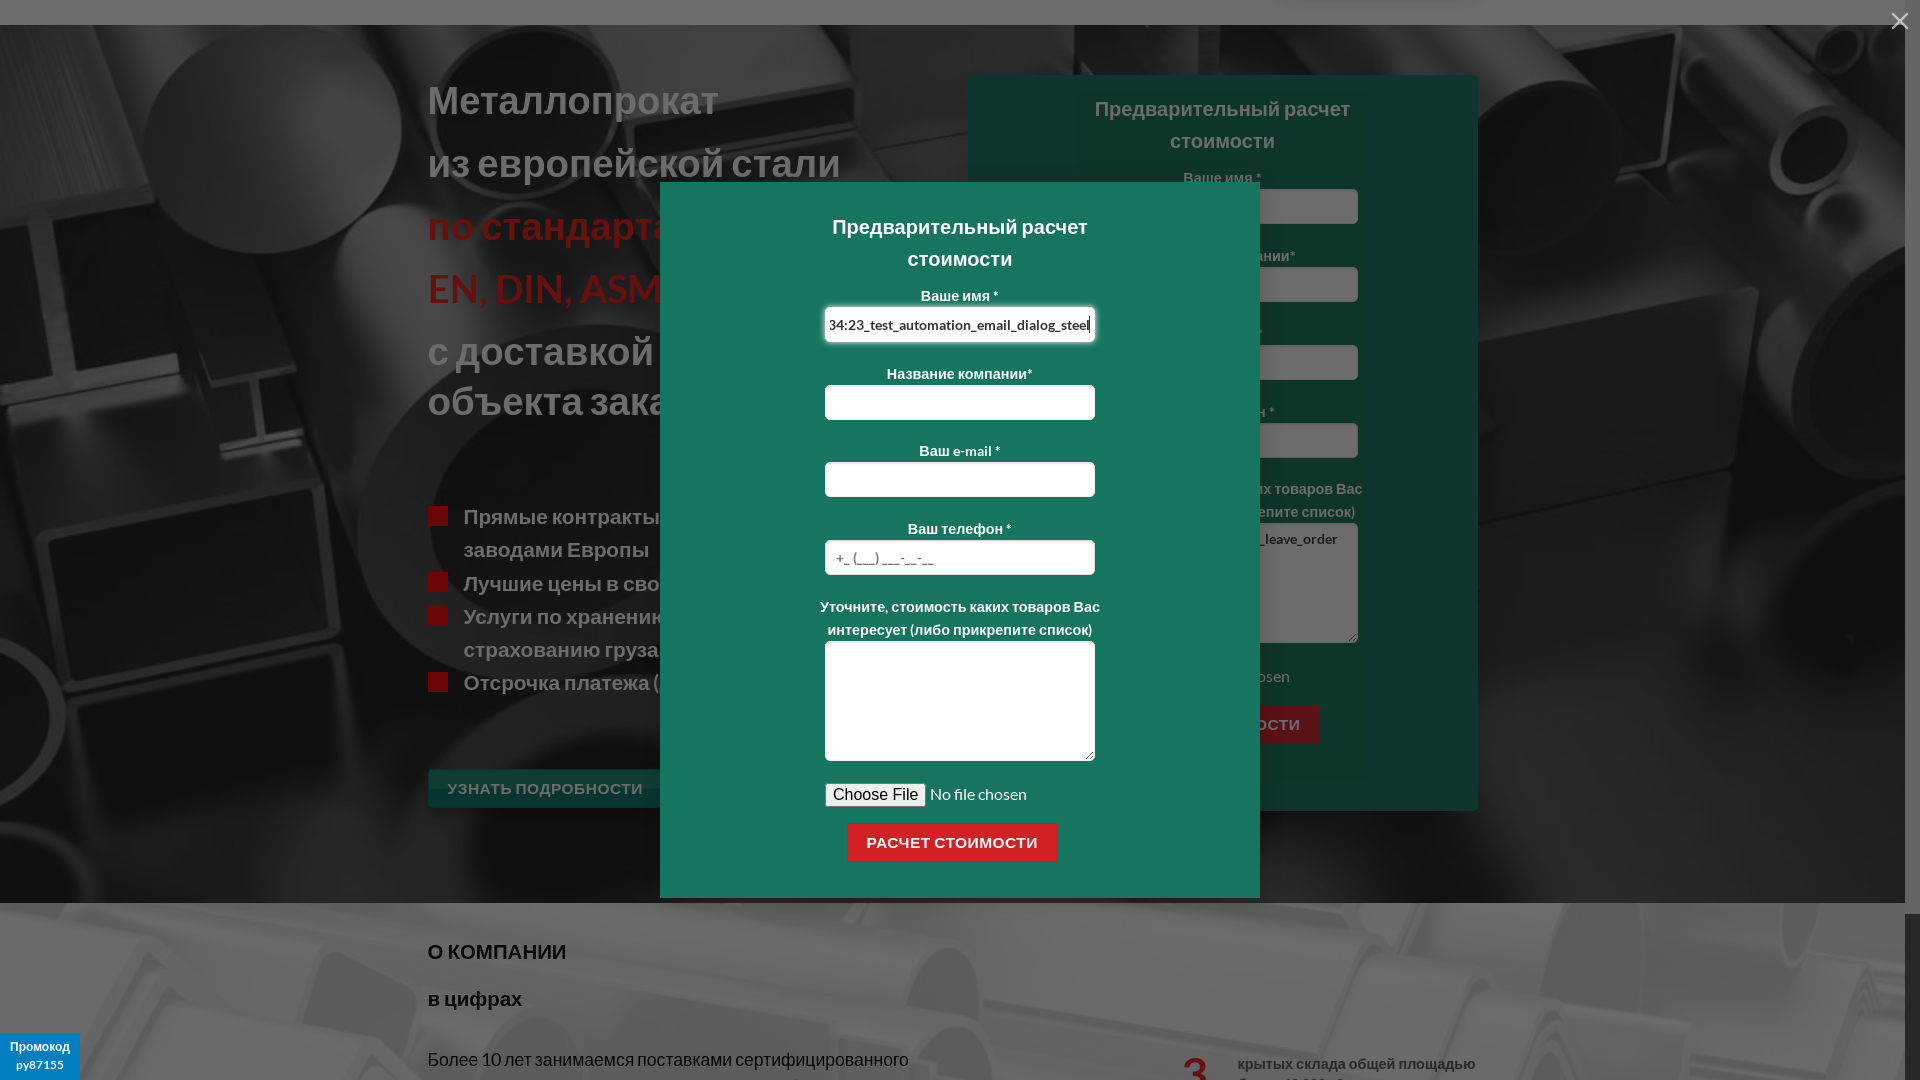 Металлопрокат
из европейской стали
по стандарта
EN, DIN, ASM
с доставкой
объекта зака
Прямые контракты
заводами Европы
Лучшие цены в сво
Услуги по хранению
страхованию груза
Отсрочка платежа (
УЗНАТЬ ПОДРОБНОСТИ
Предварительный расчет
стоимости
Ваше имя *
34:23_test_automation_email_dialog_steel
Название компании*
Ваш e-mail *
Ваш телефон *
+_ (___) ___-__-__
Уточните, стоимость каких товаров Вас
интересует (либо прикрепите список)
Choose File No file chosen
РАСЧЕТ СТОИМОСТИ
Предварительный расчет
стоимости
Ваше имя *
ании*
*
н *
их товаров Вас
епите список)
_leave_order
osen
ОСТИ
О КОМПАНИИ
в цифрах
Более 10 лет занимаемся поставками сертифицированного
3
крытых склада общей площадью
Промокод
py87155